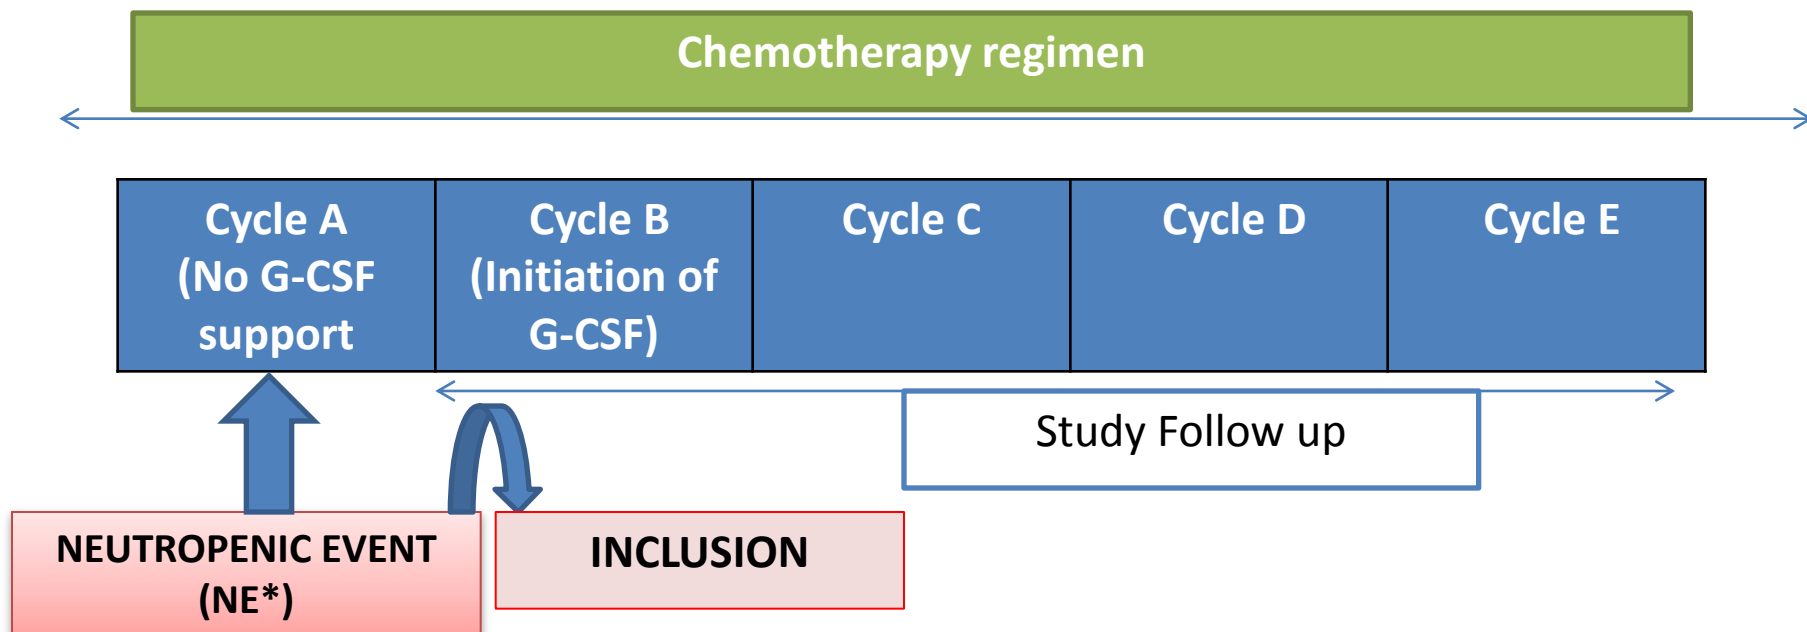 Chemotherapy regimen
Cycle A
(No G-CSF
support
Cycle B
(Initiation of
G-CSF)
Cycle C
Cycle D
Cycle E
Study Follow up
NEUTROPENIC EVENT
(NE*)
INCLUSION